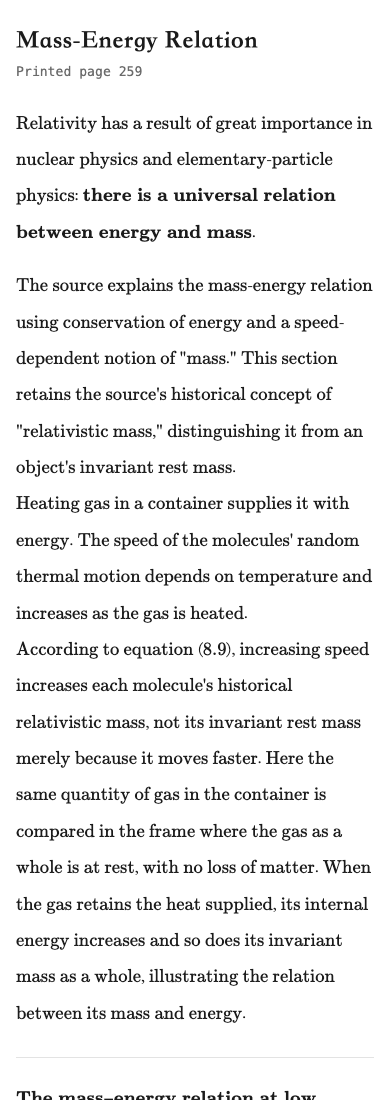 Mass-Energy Relation
Printed page 259
Relativity has a result of great importance in
nuclear physics and elementary-particle
physics: there is a universal relation
between energy and mass.
The source explains the mass-energy relation
using conservation of energy and a speed-
dependent notion of "mass." This section
retains the source's historical concept of
"relativistic mass," distinguishing it from an
object's invariant rest mass.
Heating gas in a container supplies it with
energy. The speed of the molecules' random
thermal motion depends on temperature and
increases as the gas is heated.
According to equation (8.9), increasing speed
increases each molecule's historical
relativistic mass, not its invariant rest mass
merely because it moves faster. Here the
same quantity of gas in the container is
compared in the frame where the gas as a
whole is at rest, with no loss of matter. When
the gas retains the heat supplied, its internal
energy increases and so does its invariant
mass as a whole, illustrating the relation
between its mass and energy.
The mass–energy relation at low